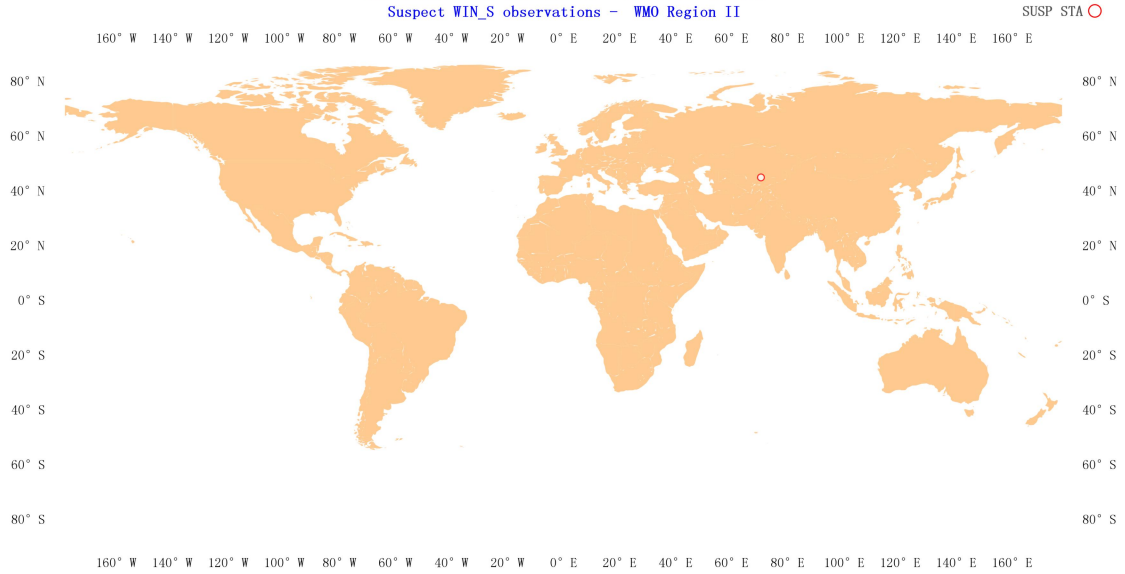 Suspect WIN_S observations -  WMO Region II
SUSP STA
160° W 140° W 120° W 100° W 80° W 60° W 40° W 20° W 0° E 20° E 40° E 60° E 80° E 100° E 120° E 140° E 160° E
80° N 80° N
60° N 60° N
40° N 40° N
20° N 20° N
0° S 0° S
20° S 20° S
40° S 40° S
60° S 60° S
80° S 80° S
160° W 140° W 120° W 100° W 80° W 60° W 40° W 20° W 0° E 20° E 40° E 60° E 80° E 100° E 120° E 140° E 160° E